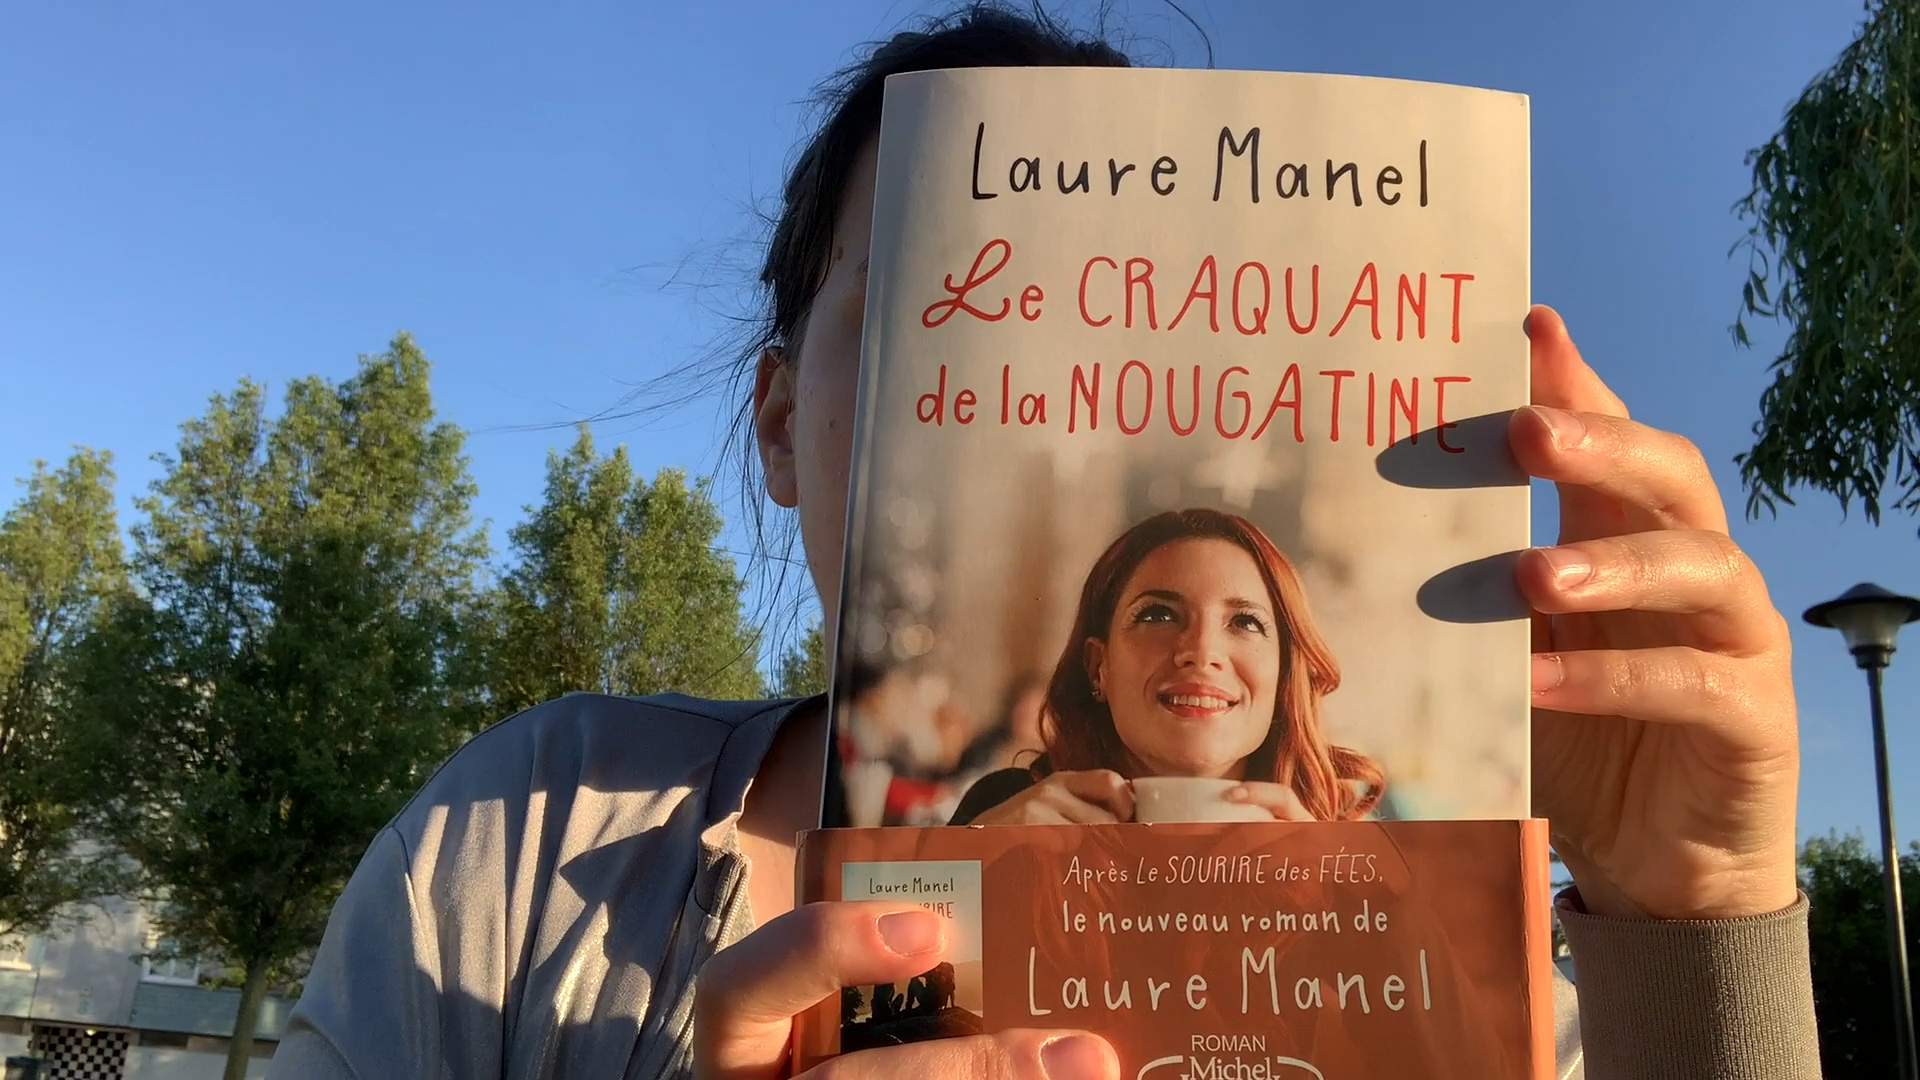 Laure Manel
Le CRAQUANT
de la NOUGATINE
Après Le SOURIRE des FÉES,
le nouveau roman de
Laure Manel
Laure Manel
ROMAN
Michel